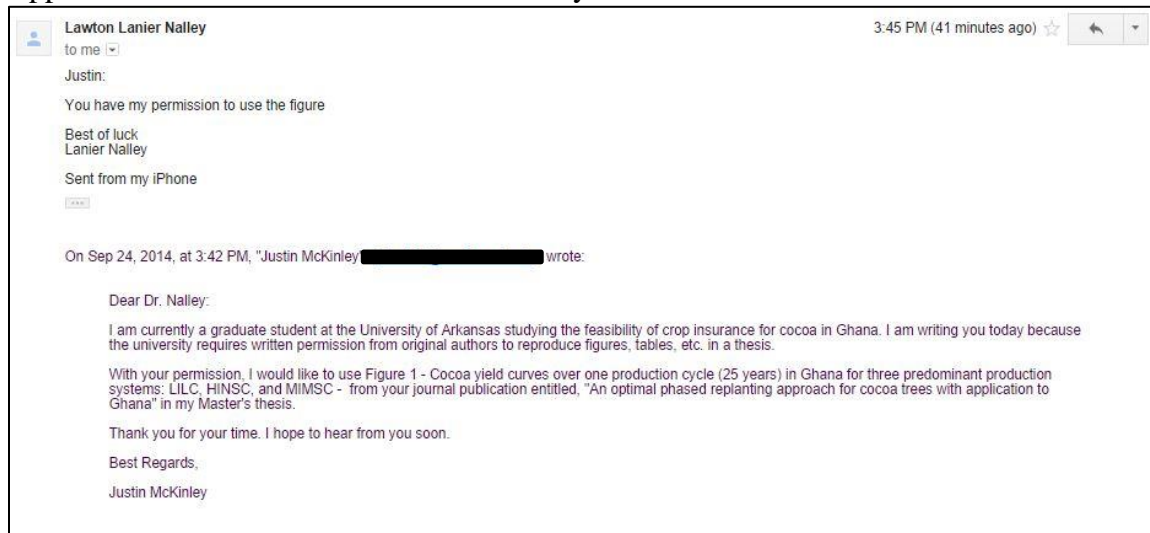 Lawton Lanier Nalley
3:45 PM (41 minutes ago)
to me
Justin:
You have my permission to use the figure
Best of luck
Lanier Nalley
Sent from my iPhone
On Sep 24, 2014, at 3:42 PM, "Justin McKinley" wrote:
Dear Dr. Nalley:
I am currently a graduate student at the University of Arkansas studying the feasibility of crop insurance for cocoa in Ghana. I am writing you today because
the university requires written permission from original authors to reproduce figures, tables, etc. in a thesis.
With your permission, I would like to use Figure 1 - Cocoa yield curves over one production cycle (25 years) in Ghana for three predominant production
systems: LILC, HINSC, and MIMSC - from your journal publication entitled, "An optimal phased replanting approach for cocoa trees with application to
Ghana" in my Master's thesis.
Thank you for your time. I hope to hear from you soon.
Best Regards,
Justin McKinley